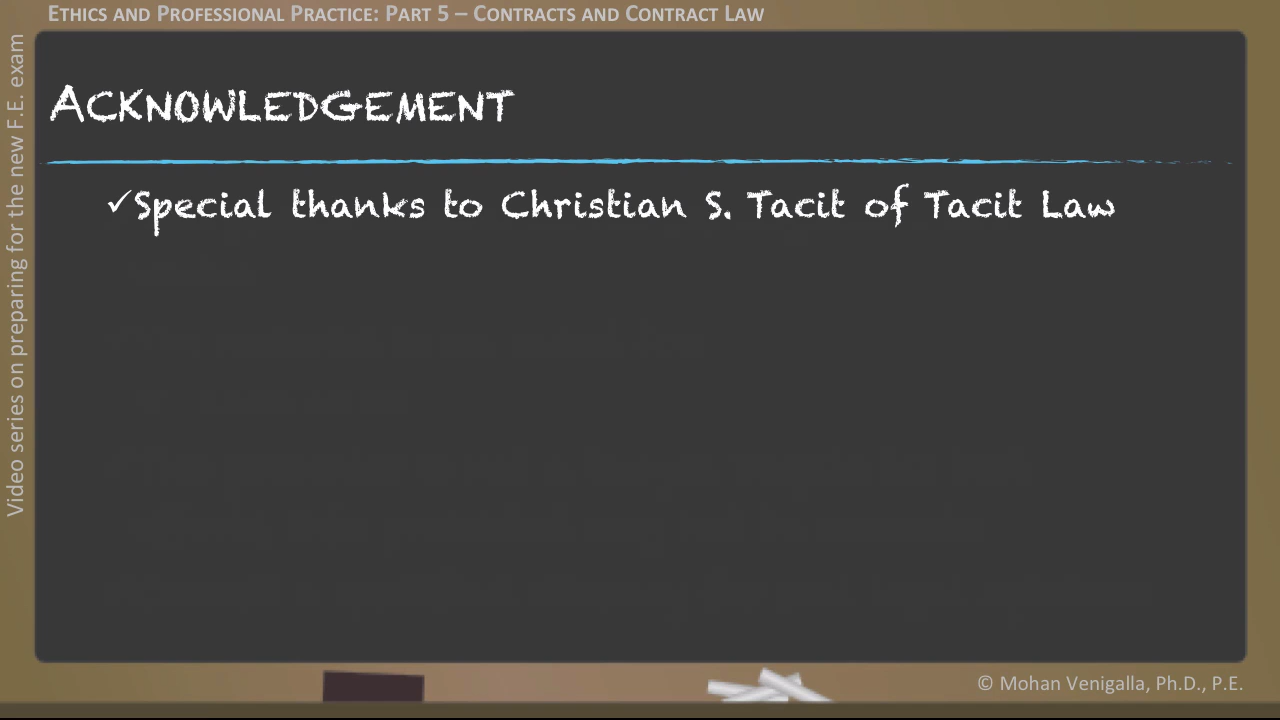 Ethics and Professional Practice: Part 5 – Contracts and Contract Law
Video series on preparing for the new F.E. exam
Acknowledgement
✓Special thanks to Christian S. Tacit of Tacit Law
© Mohan Venigalla, Ph.D., P.E.